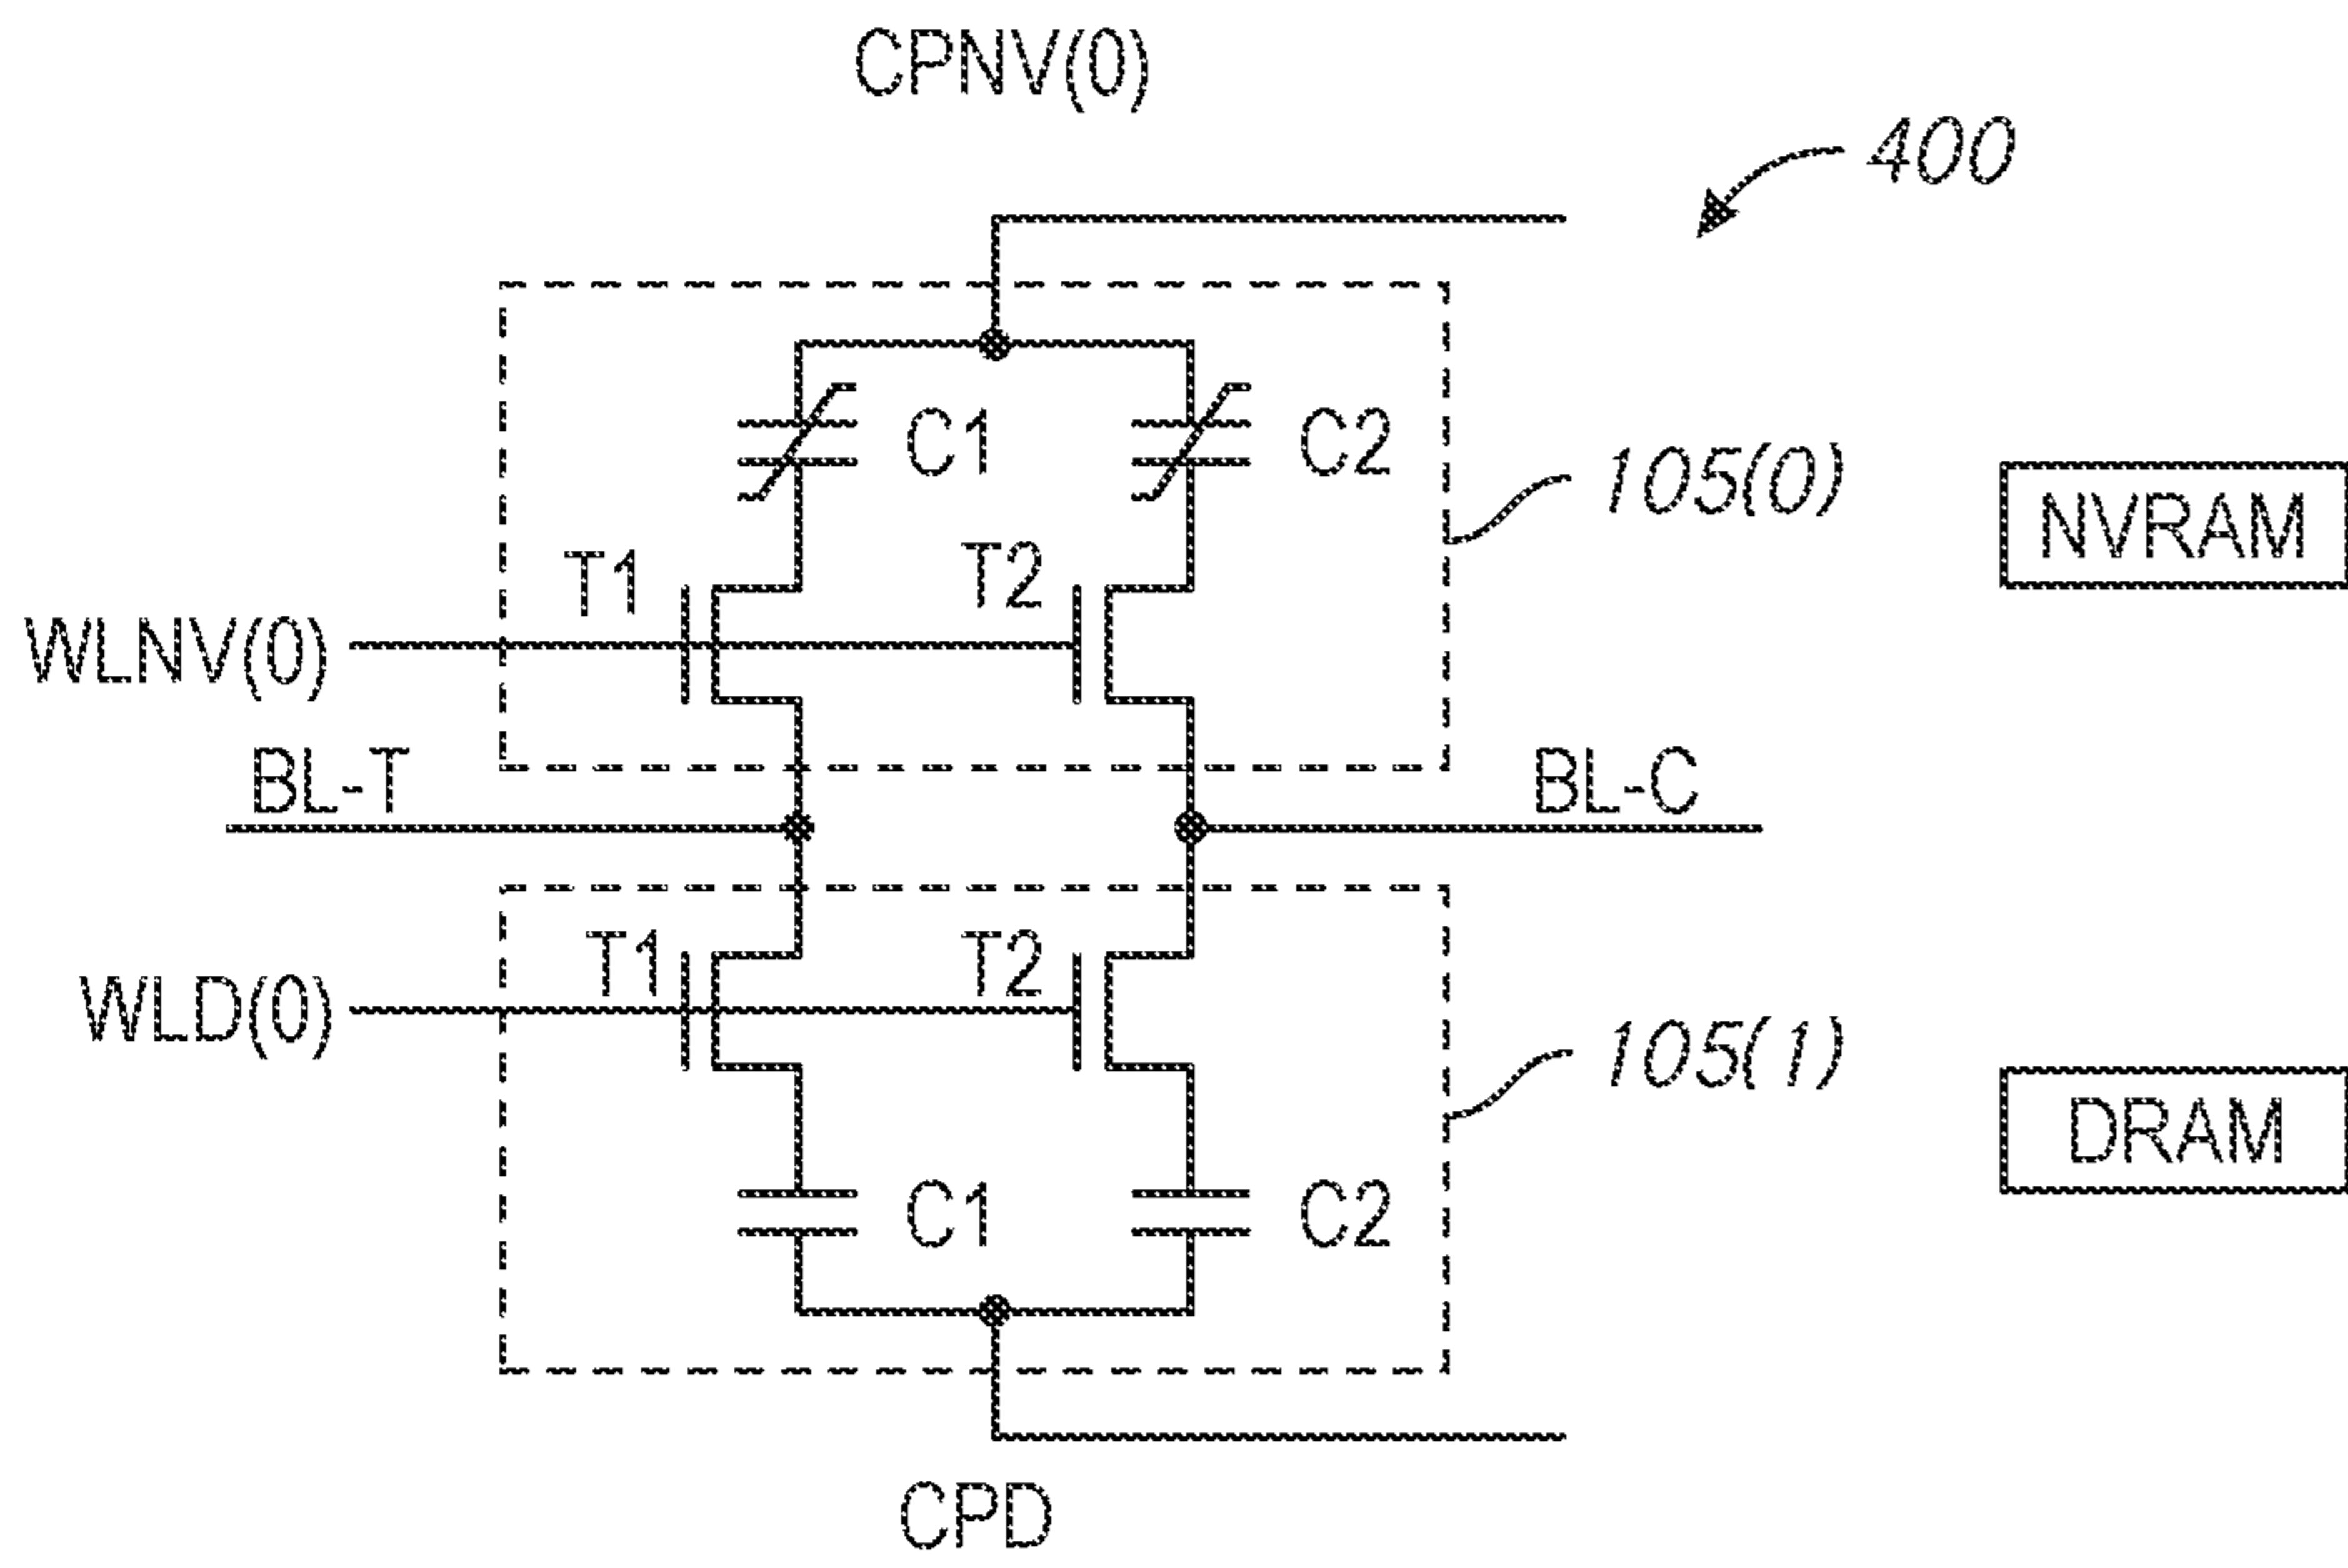 CPNV(0)
400
C1
C2
105(0)
NVRAM
T1
T2
WLNV(0)
BL-T
BL-C
T1
T2
WLD(0)
105(1)
DRAM
C1
C2
CPD